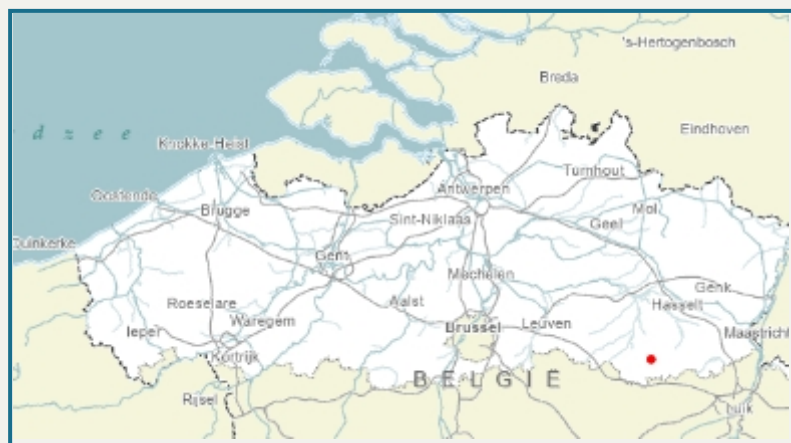 's-Hertogenbosch
Breda
Eindhoven
d z e e
Knokke-Heist
Turnhout
Oostende
Antwerpen
Brugge
Mol
Sint-Niklaas
Geel
Duinkerke
Gent
Mechelen
Genk
Roeselare
Aalst
Hasselt
Waregem
Ieper
Brussel
Leuven
Maastricht
Kortrijk
BELGIË
Rijsel
Luik